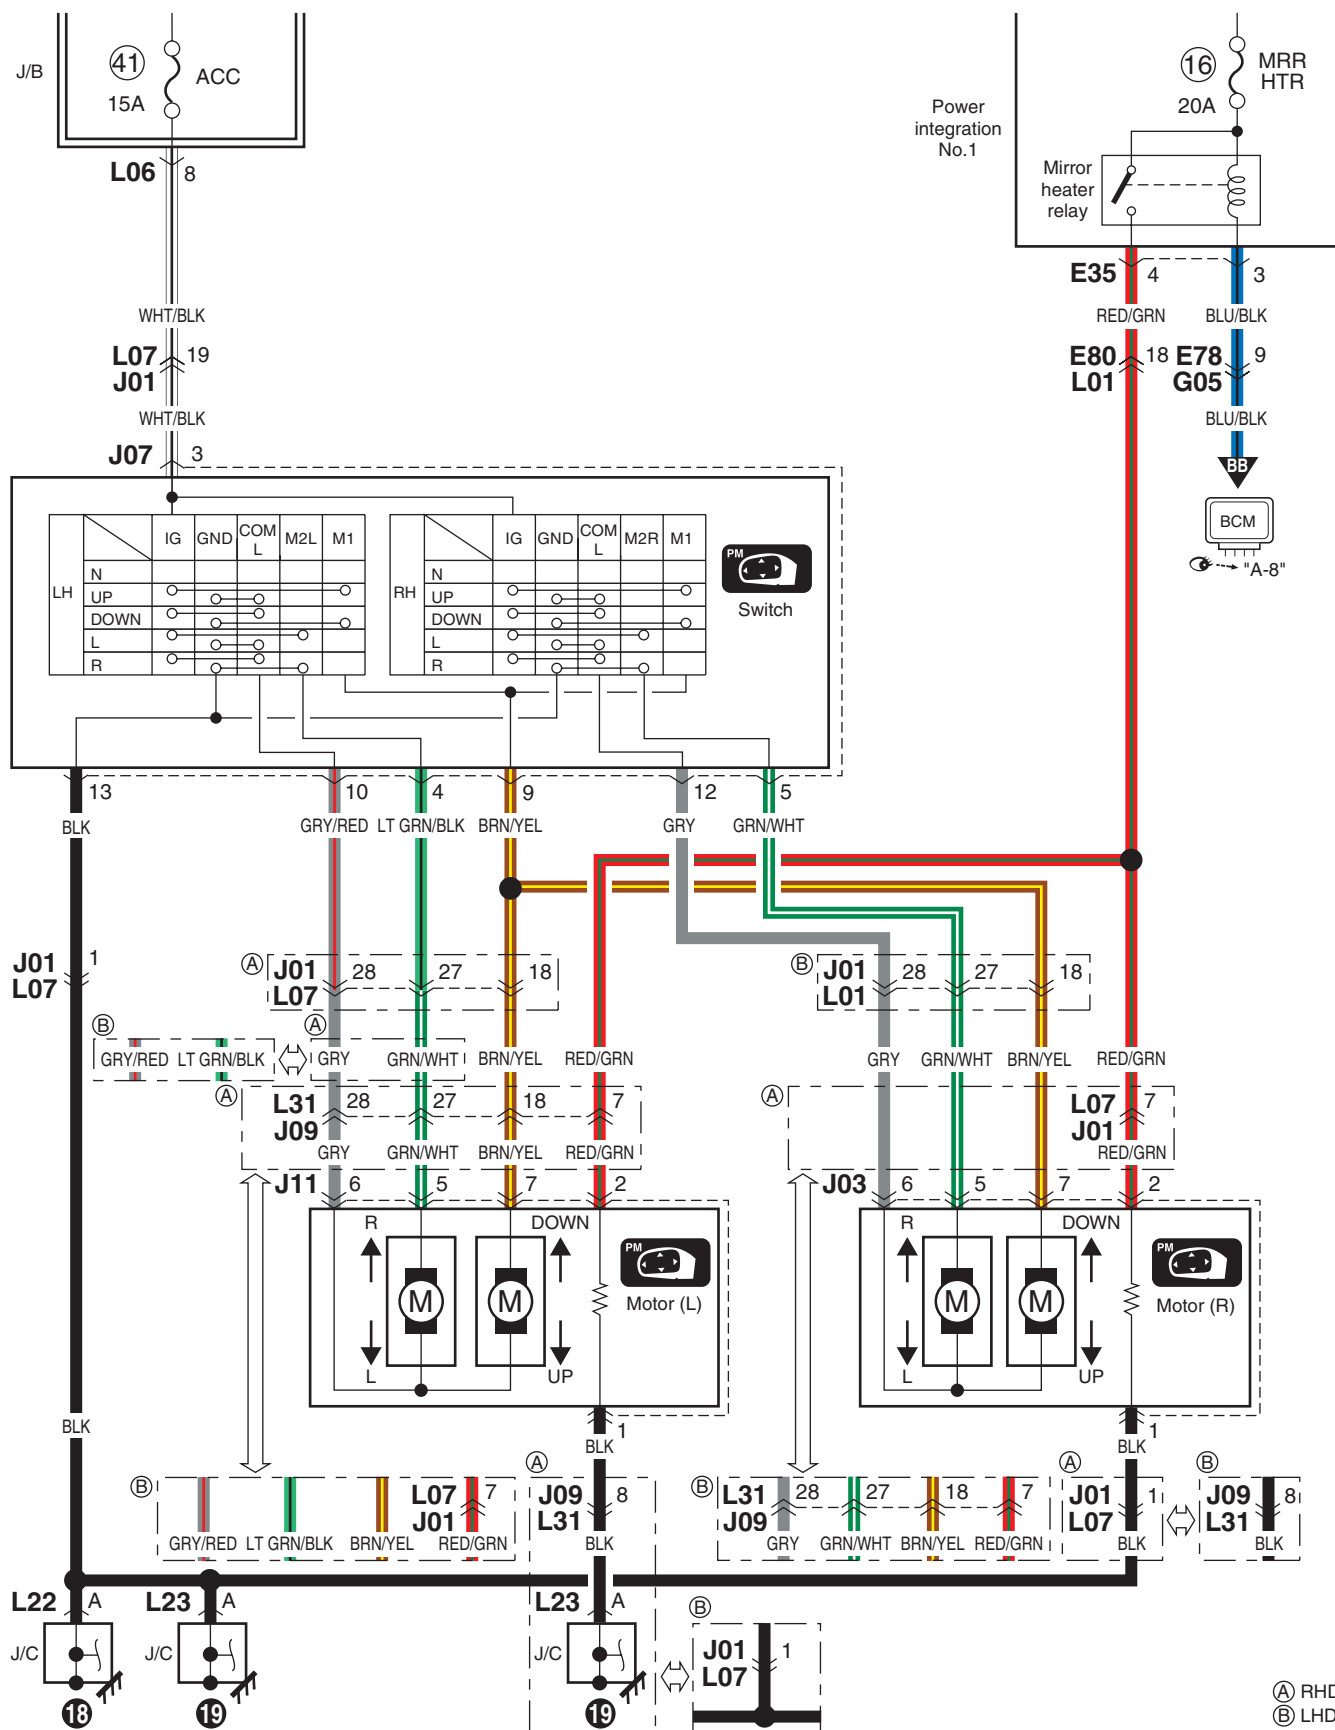 J/B
41
15A
ACC
L06
8
WHT/BLK
L07
J01
19
WHT/BLK
J07
3
Power
integration
No.1
16
20A
MRR
HTR
Mirror
heater
relay
E35
4
3
RED/GRN
BLU/BLK
E80
L01
18
E78
G05
9
BLU/BLK
BB
BCM
"A-8"
LH
IG
GND
COM
L
M2L
M1
N
UP
DOWN
L
R
RH
IG
GND
COM
L
M2R
M1
N
UP
DOWN
L
R
PM
Switch
13
10
4
9
12
5
BLK
GRY/RED
LT GRN/BLK
BRN/YEL
GRY
GRN/WHT
J01
L07
1
A
J01
L07
28
27
18
B
J01
L01
28
27
18
B
GRY/RED
LT GRN/BLK
A
GRY
GRN/WHT
BRN/YEL
RED/GRN
GRY
GRN/WHT
BRN/YEL
RED/GRN
A
L31
J09
28
27
18
7
GRY
GRN/WHT
BRN/YEL
RED/GRN
A
L07
J01
7
RED/GRN
J11
6
5
7
2
J03
6
5
7
2
R
L
M
M
DOWN
UP
PM
Motor (L)
R
L
M
M
DOWN
UP
PM
Motor (R)
BLK
1
BLK
1
BLK
B
L07
J01
7
GRY/RED
LT GRN/BLK
BRN/YEL
RED/GRN
A
J09
L31
8
BLK
B
L31
J09
28
27
18
7
GRY
GRN/WHT
BRN/YEL
RED/GRN
A
J01
L07
1
BLK
B
J09
L31
8
BLK
L22
A
J/C
18
L23
A
J/C
19
L23
A
J/C
19
B
J01
L07
1
A RHD
B LHD